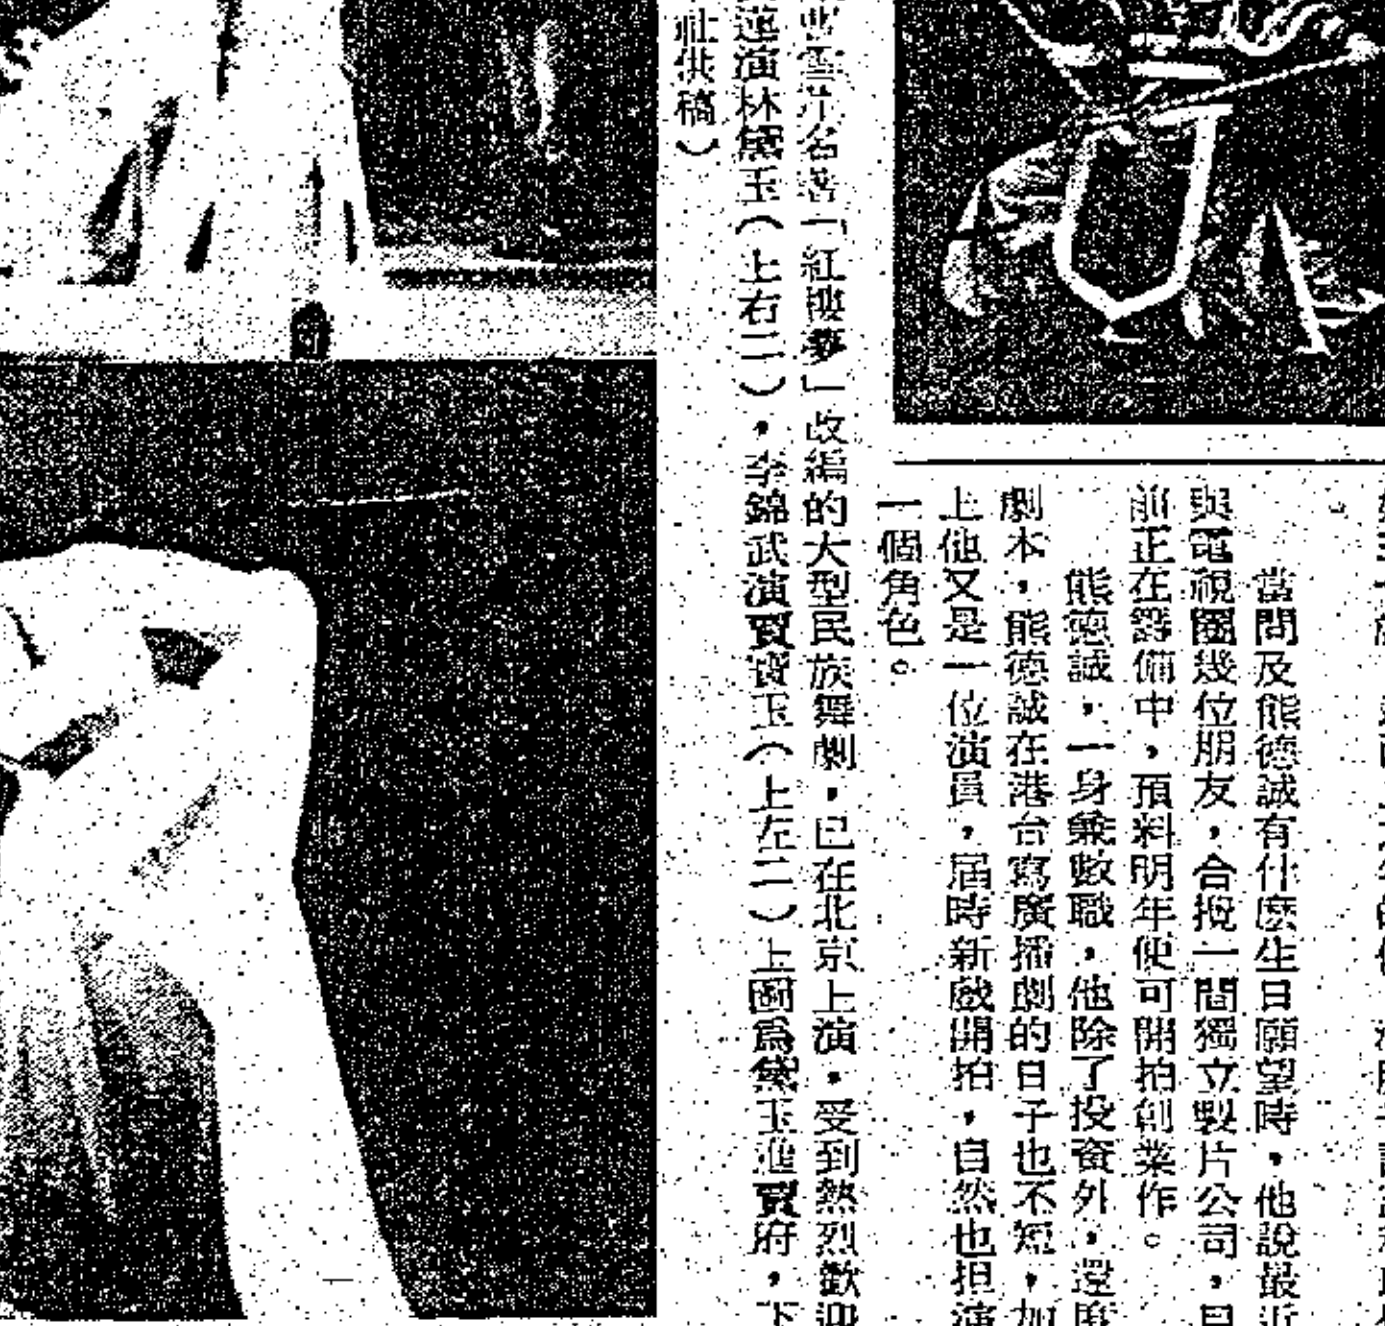 當問及熊德誠有什麼生日願望時，他說最近
與電視圈幾位朋友，合攪一間獨立製片公司，目
前正在籌備中，預料明年便可開拍創業作。
熊德誠，一身兼數職，他除了投資外，還
劇本，熊德誠在港台寫廣播劇的日子也不短，加
上他又是一位演員，屆時新戲開拍，自然也担演
一個角色。
名著「紅樓夢」改編的大型民族舞劇，已在北京上演，受到熱烈歡迎
蓮演林黛玉（上右二），李錦武演賈寶玉（上左二）上圖爲黛玉進賈府，下
社供稿）